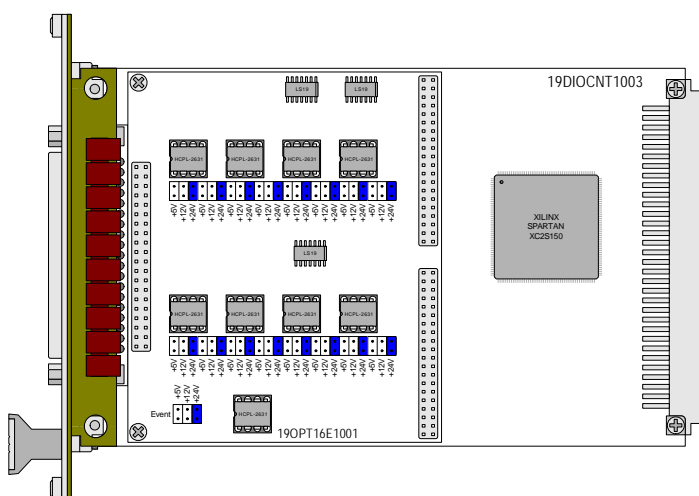 19DIOCNT1003
LS19 LS19
HCPL-2631 HCPL-2631 HCPL-2631 HCPL-2631
+5V +12V +24V +5V +12V +24V +5V +12V +24V +5V +12V +24V +5V +12V +24V +5V +12V +24V +5V +12V +24V +5V +12V +24V
XILINX
SPARTAN
XC2S150
LS19
HCPL-2631 HCPL-2631 HCPL-2631 HCPL-2631
+5V +12V +24V +5V +12V +24V +5V +12V +24V +5V +12V +24V +5V +12V +24V +5V +12V +24V +5V +12V +24V +5V +12V +24V
+5V +12V +24V
Event
HCPL-2631
19OPT16E1001